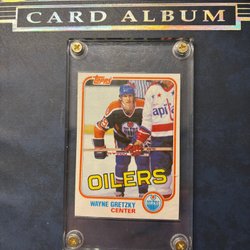 CARD ALBUM
Topps
OILERS
WAYNE GRETZKY
CENTER